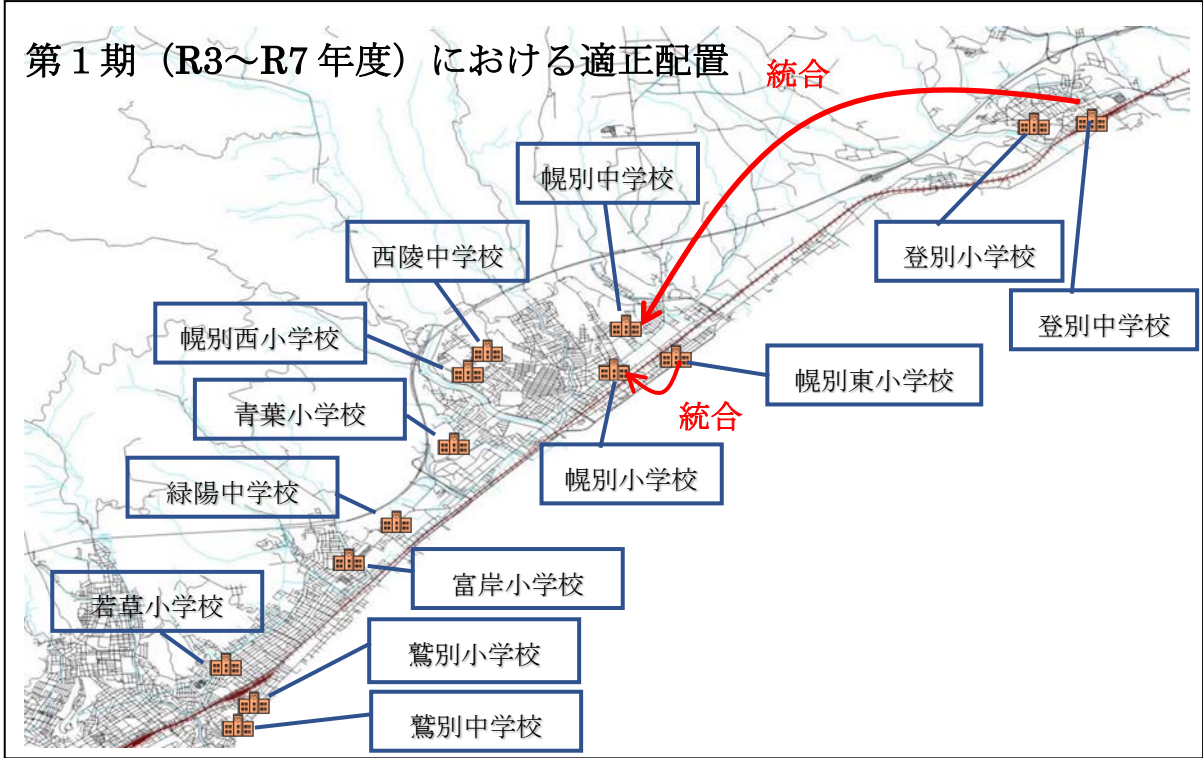 第１期（R3～R7 年度）における適正配置
統合
幌別中学校
西陵中学校
登別小学校
登別中学校
幌別西小学校
幌別東小学校
青葉小学校
統合
幌別小学校
緑陽中学校
富岸小学校
若草小学校
鷲別小学校
鷲別中学校